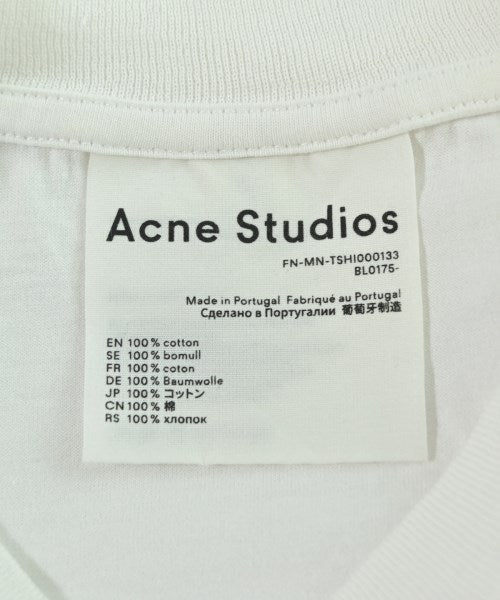 Acne Studios
FN-MN-TSHI000133
BL0175-
Made in Portugal Fabriqué au Portugal
Сделано в Португалии 葡萄牙制造
EN 100% cotton
SE 100% bomull
FR 100% coton
DE 100% Baumwolle
JP 100% コットン
CN 100% 棉
RS 100% хлопок